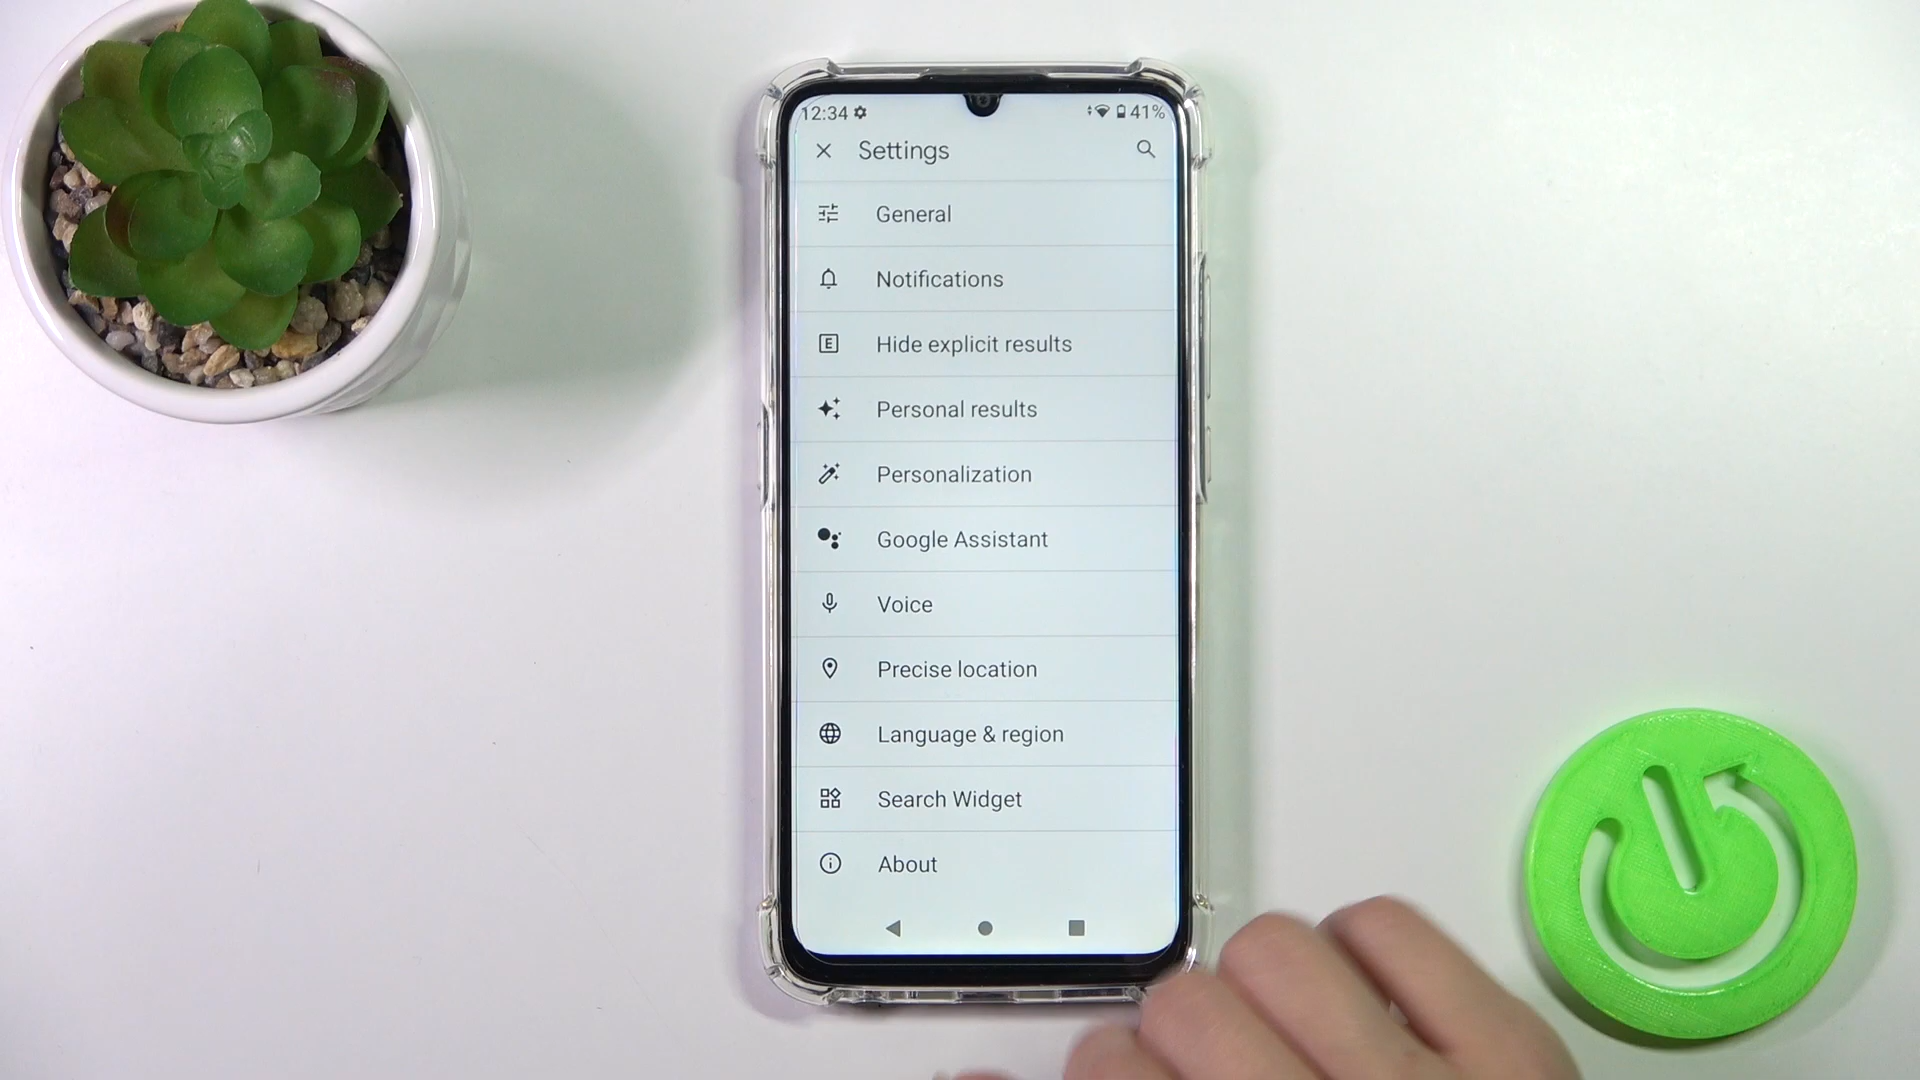 12:34 41%
Settings
General
Notifications
E Hide explicit results
Personal results
Personalization
Google Assistant
Voice
Precise location
Language & region
Search Widget
About